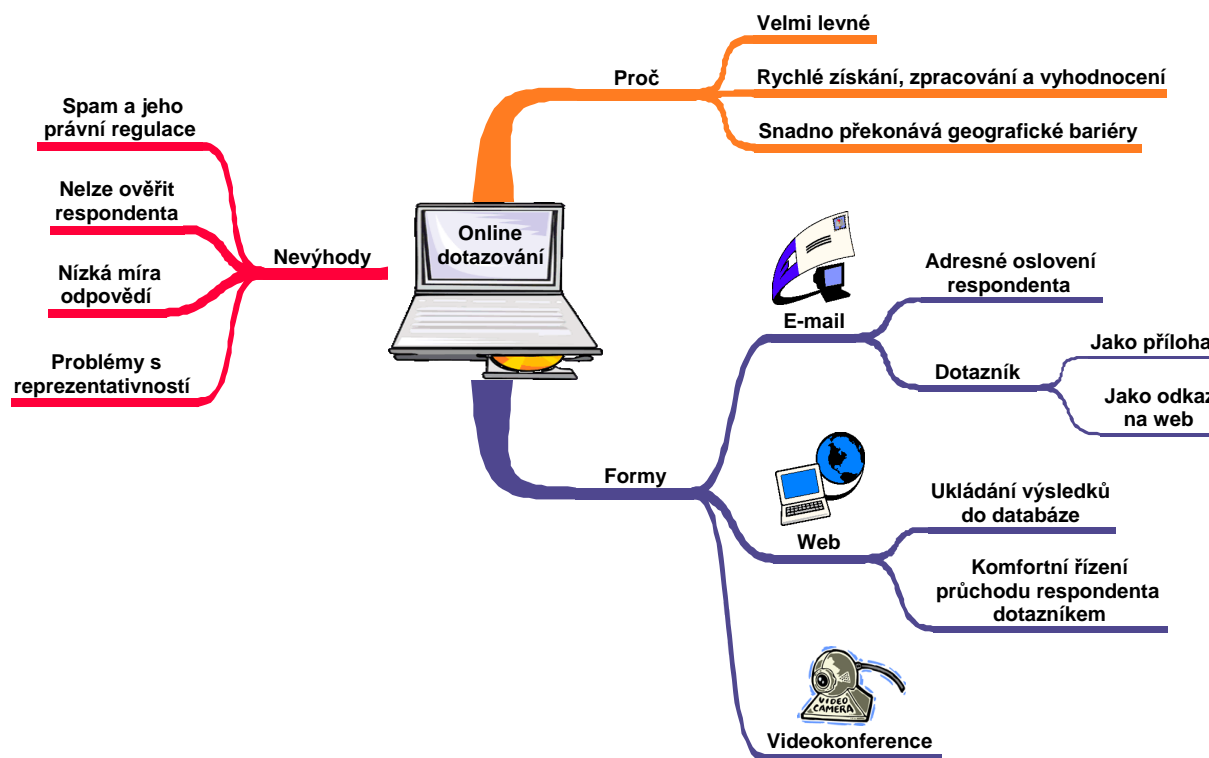 Online
dotazování
Proč
Velmi levné
Rychlé získání, zpracování a vyhodnocení
Snadno překonává geografické bariéry
Nevýhody
Spam a jeho
právní regulace
Nelze ověřit
respondenta
Nízká míra
odpovědí
Problémy s
reprezentativností
Formy
E-mail
Adresné oslovení
respondenta
Dotazník
Jako příloha
Jako odkaz
na web
Web
Ukládání výsledků
do databáze
Komfortní řízení
průchodu respondenta
dotazníkem
VIDEO
CAMERA
Videokonference